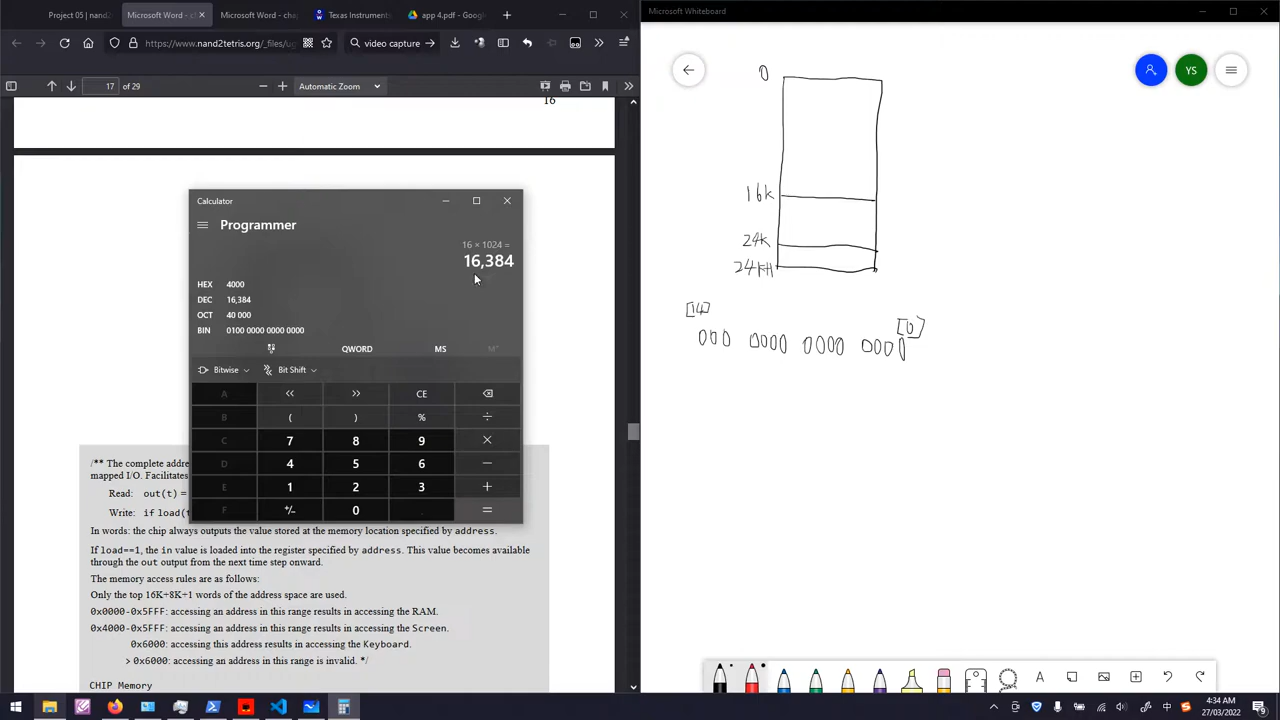 Project 05 | nand2
Microsoft Word - cl
Microsoft Word - chap
Texas Instruments
app 4.pdf - Google
https://www.nand2tetris.org/_files/u
video capture
17 of 29
Automatic Zoom
16
Calculator
Programmer
16 × 1024 =
16,384
HEX 4000
DEC 16,384
OCT 40 000
BIN 0100 0000 0000 0000
QWORD MS M˅
Bitwise Bit Shift
A << >> CE
B ( ) % ÷
C 7 8 9 ×
D 4 5 6 −
E 1 2 3 +
F +/- 0 . =
/** The complete addre
mapped I/O. Facilitates
Read: out(t) =
Write: if load(t
In words: the chip always outputs the value stored at the memory location specified by address.
If load==1, the in value is loaded into the register specified by address. This value becomes available
through the out output from the next time step onward.
The memory access rules are as follows:
Only the top 16K+8K+1 words of the address space are used.
0x0000-0x5FFF: accessing an address in this range results in accessing the RAM.
0x4000-0x5FFF: accessing an address in this range results in accessing the Screen.
0x6000: accessing this address results in accessing the Keyboard.
> 0x6000: accessing an address in this range is invalid. */
CHIP Memory
Microsoft Whiteboard
YS
0
16k
24k
24k+1
[14]
[0]
000 0000 0000 0000
A
4:34 AM
27/03/2022
中